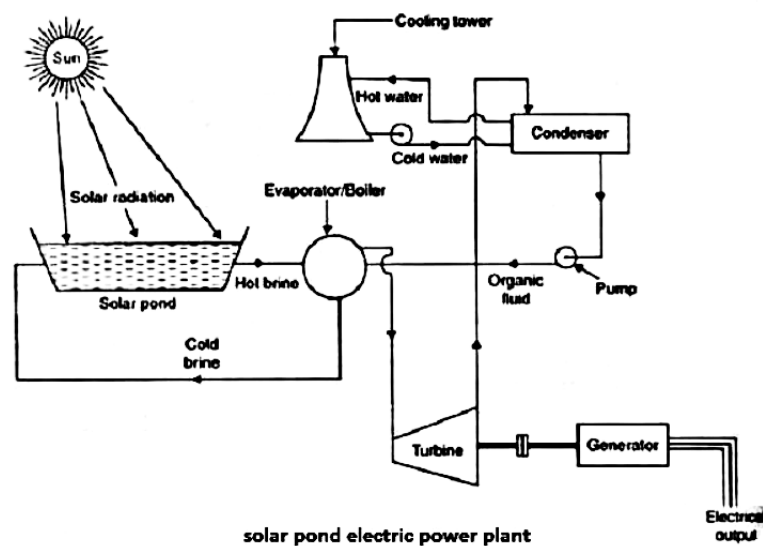 Cooling tower
Sun
Hot water
Condenser
Cold water
Evaporator/Boiler
Solar radiation
Hot brine
Organic
fluid
Pump
Solar pond
Cold
brine
Turbine
Generator
Electrical
output
solar pond electric power plant